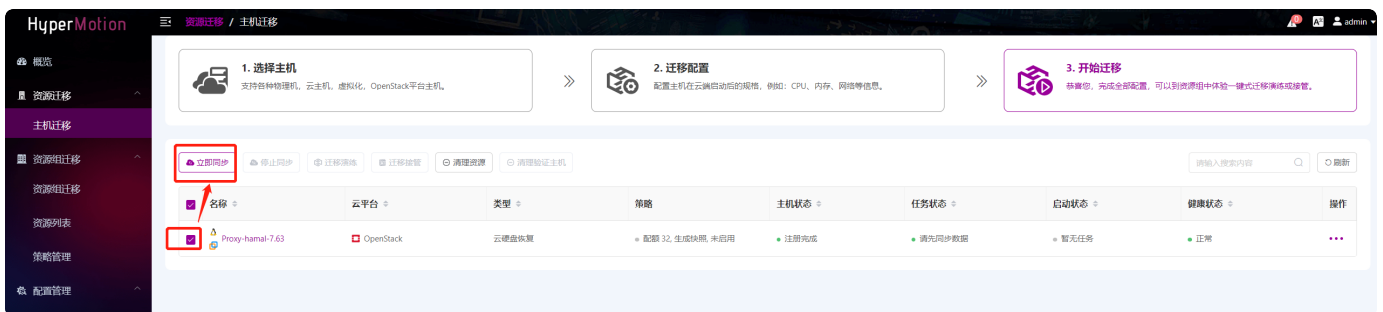 HyperMotion
资源迁移 / 主机迁移
admin
概览
资源迁移
主机迁移
资源组迁移
资源组迁移
资源列表
策略管理
配置管理
1. 选择主机
支持各种物理机，云主机，虚拟化，OpenStack平台主机。
2. 迁移配置
配置主机在云端启动后的规格，例如：CPU、内存、网络等信息。
3. 开始迁移
恭喜您，完成全部配置，可以到资源组中体验一键式迁移演练或接管。
立即同步 停止同步 迁移演练 迁移接管 清理资源 清理验证主机 请输入搜索内容 刷新
名称 云平台 类型 策略 主机状态 任务状态 启动状态 健康状态 操作
Proxy-hamal-7.63 OpenStack 云硬盘恢复 配额 32, 生成快照, 未启用 注册完成 请先同步数据 暂无任务 正常